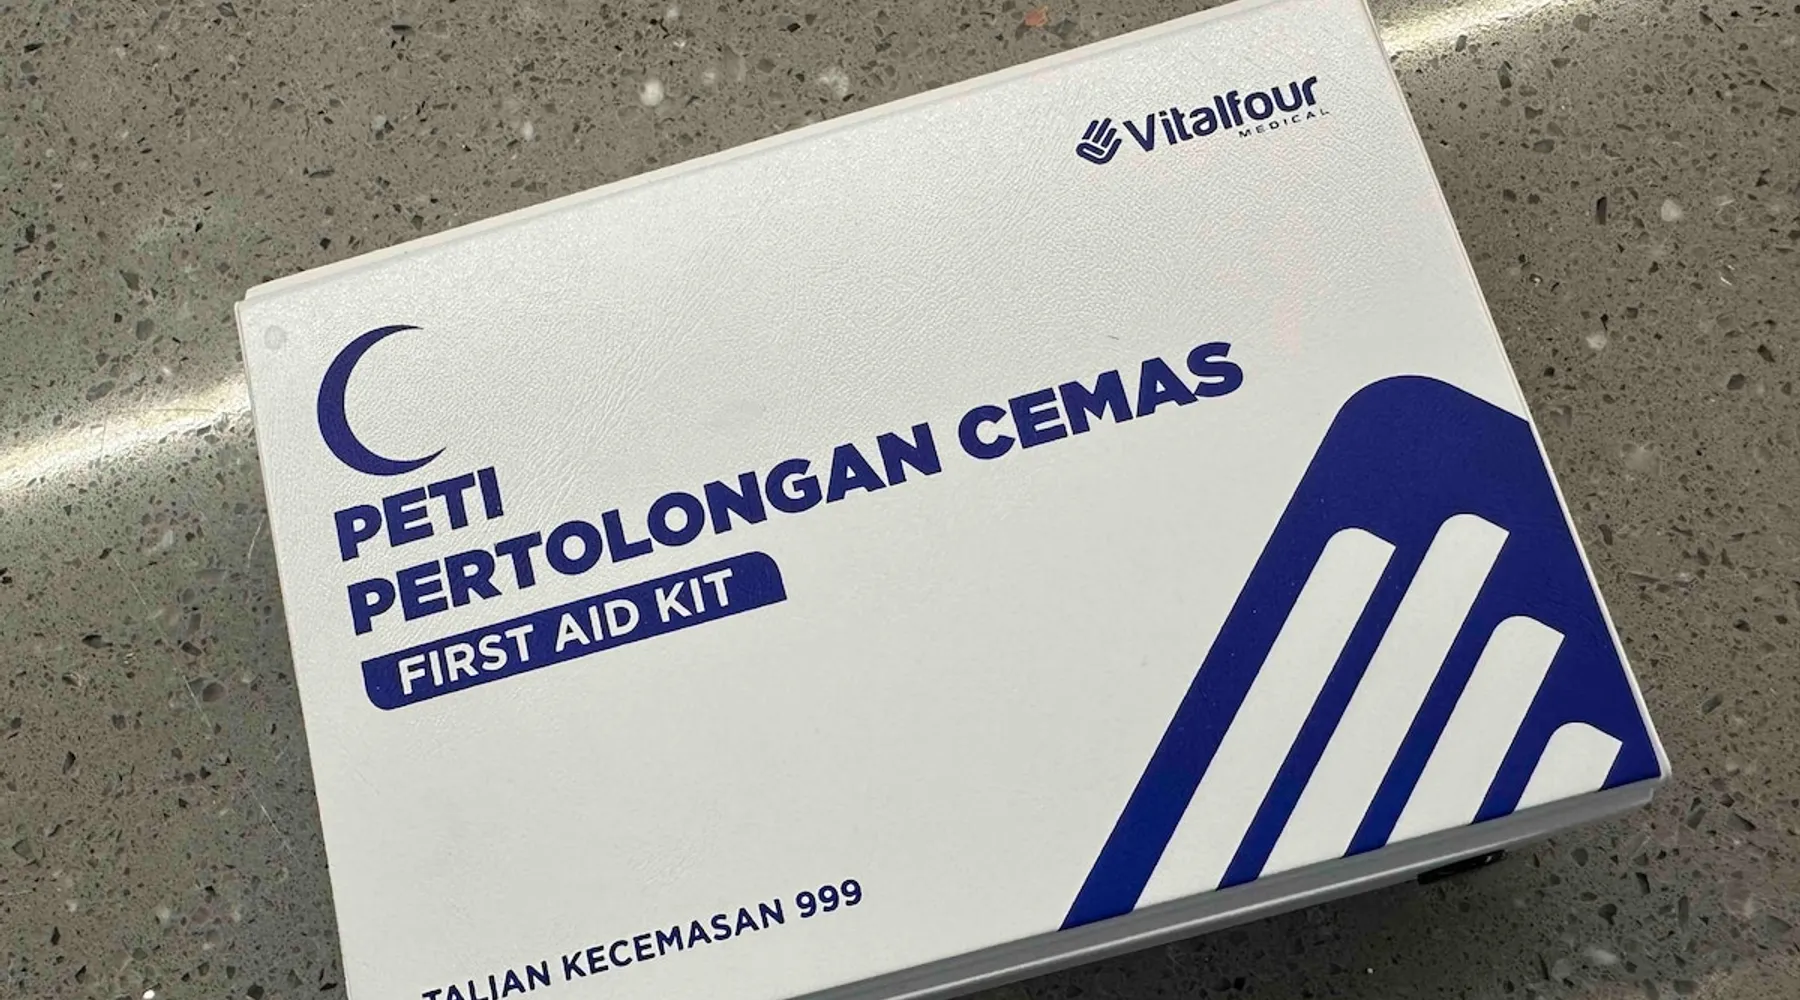 Vitalfour
MEDICAL
PETI
PERTOLONGAN CEMAS
FIRST AID KIT
TALIAN KECEMASAN 999